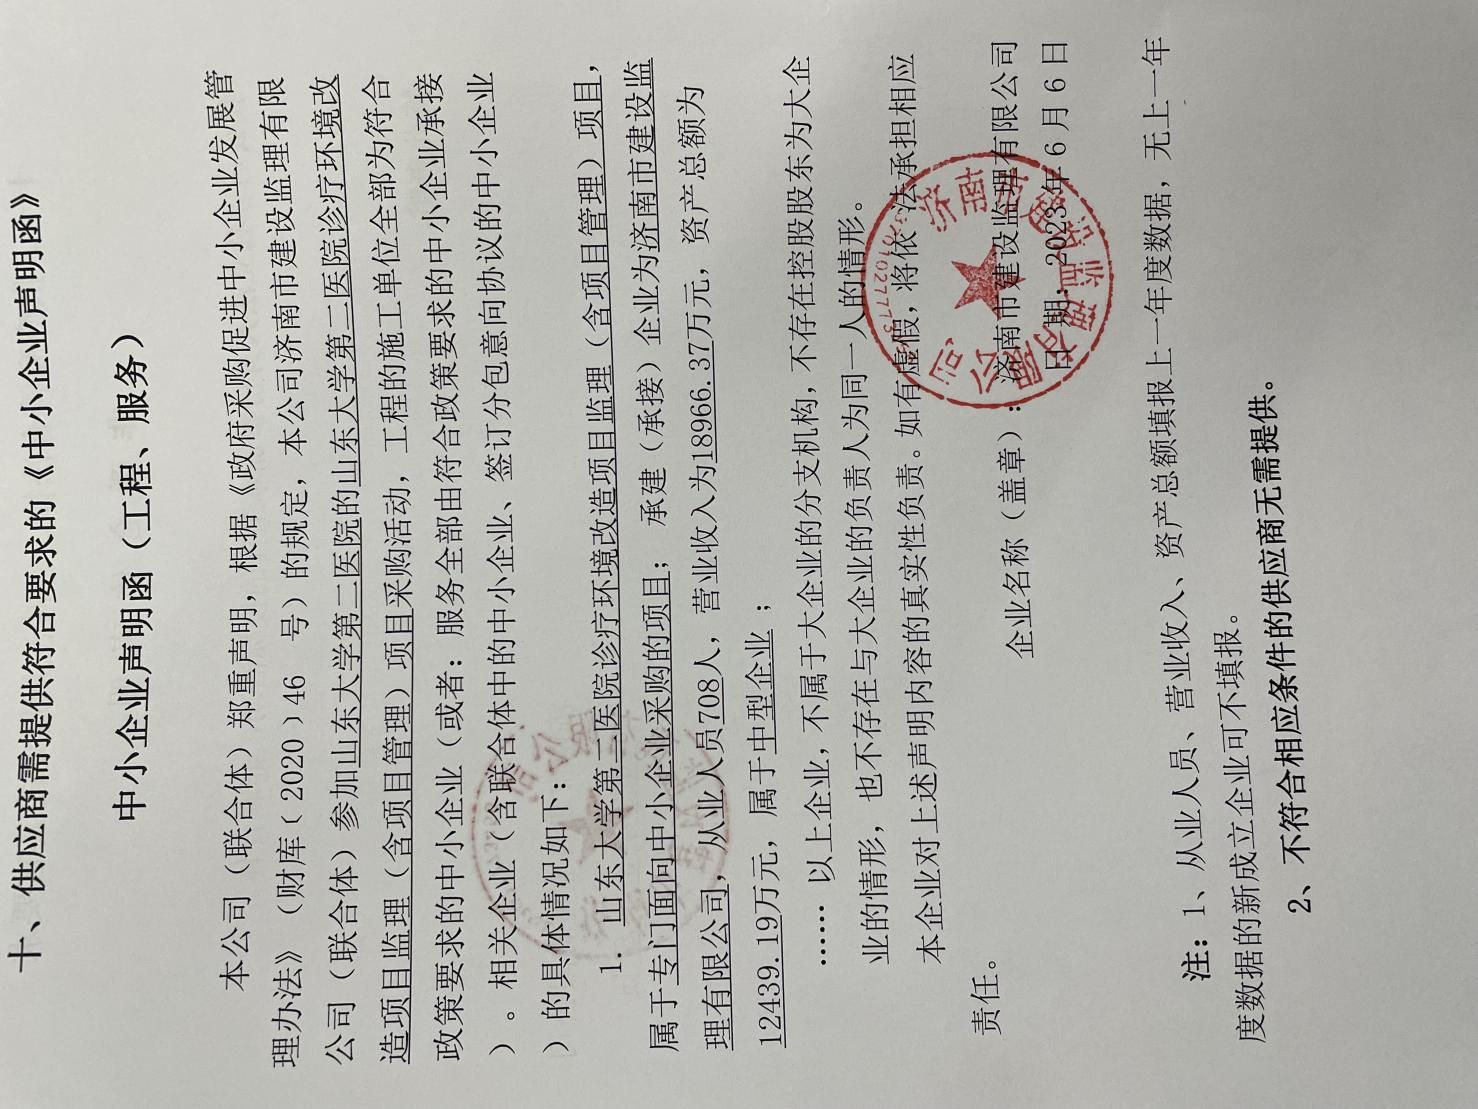 十、供应商需提供符合要求的《中小企业声明函》
中小企业声明函（工程、服务）
本公司（联合体）郑重声明，根据《政府采购促进中小企业发展管
理办法》（财库﹝2020﹞46 号）的规定，本公司济南市建设监理有限
公司（联合体）参加山东大学第二医院的山东大学第二医院诊疗环境改
造项目监理（含项目管理）项目采购活动，工程的施工单位全部为符合
政策要求的中小企业（或者：服务全部由符合政策要求的中小企业承接
）。相关企业（含联合体中的中小企业、签订分包意向协议的中小企业
）的具体情况如下：
1. 山东大学第二医院诊疗环境改造项目监理（含项目管理）项目，
属于专门面向中小企业采购的项目； 承建（承接）企业为济南市建设监
理有限公司，从业人员708人，营业收入为18966.37万元，资产总额为
12439.19万元，属于中型企业；
…… 以上企业，不属于大企业的分支机构，不存在控股股东为大企
业的情形，也不存在与大企业的负责人为同一人的情形。
本企业对上述声明内容的真实性负责。如有虚假，将依法承担相应
责任。
企业名称（盖章）：济南市建设监理有限公司
日 期：2023年 6 月 6 日
注：1、从业人员、营业收入、资产总额填报上一年度数据，无上一年
度数据的新成立企业可不填报。
2、不符合相应条件的供应商无需提供。